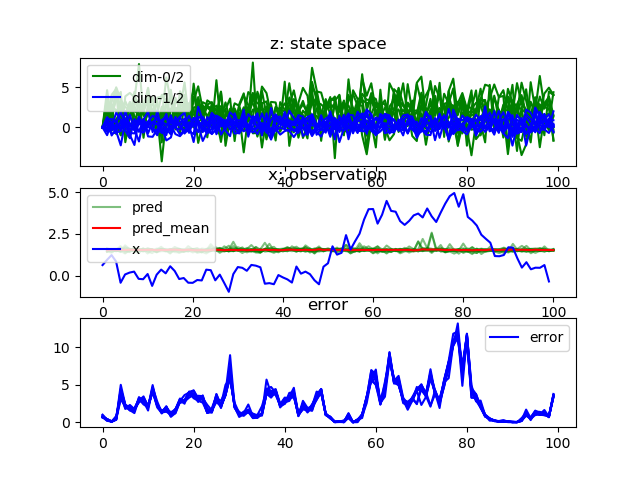 z: state space
5
0
dim-0/2
dim-1/2
0 20 40 60 80 100
x: observation
5.0
2.5
0.0
pred
pred_mean
x
0 20 40 60 80 100
error
10
5
0
error
0 20 40 60 80 100